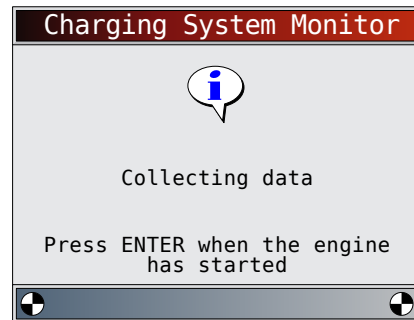 Charging System Monitor
i
Collecting data
Press ENTER when the engine
has started